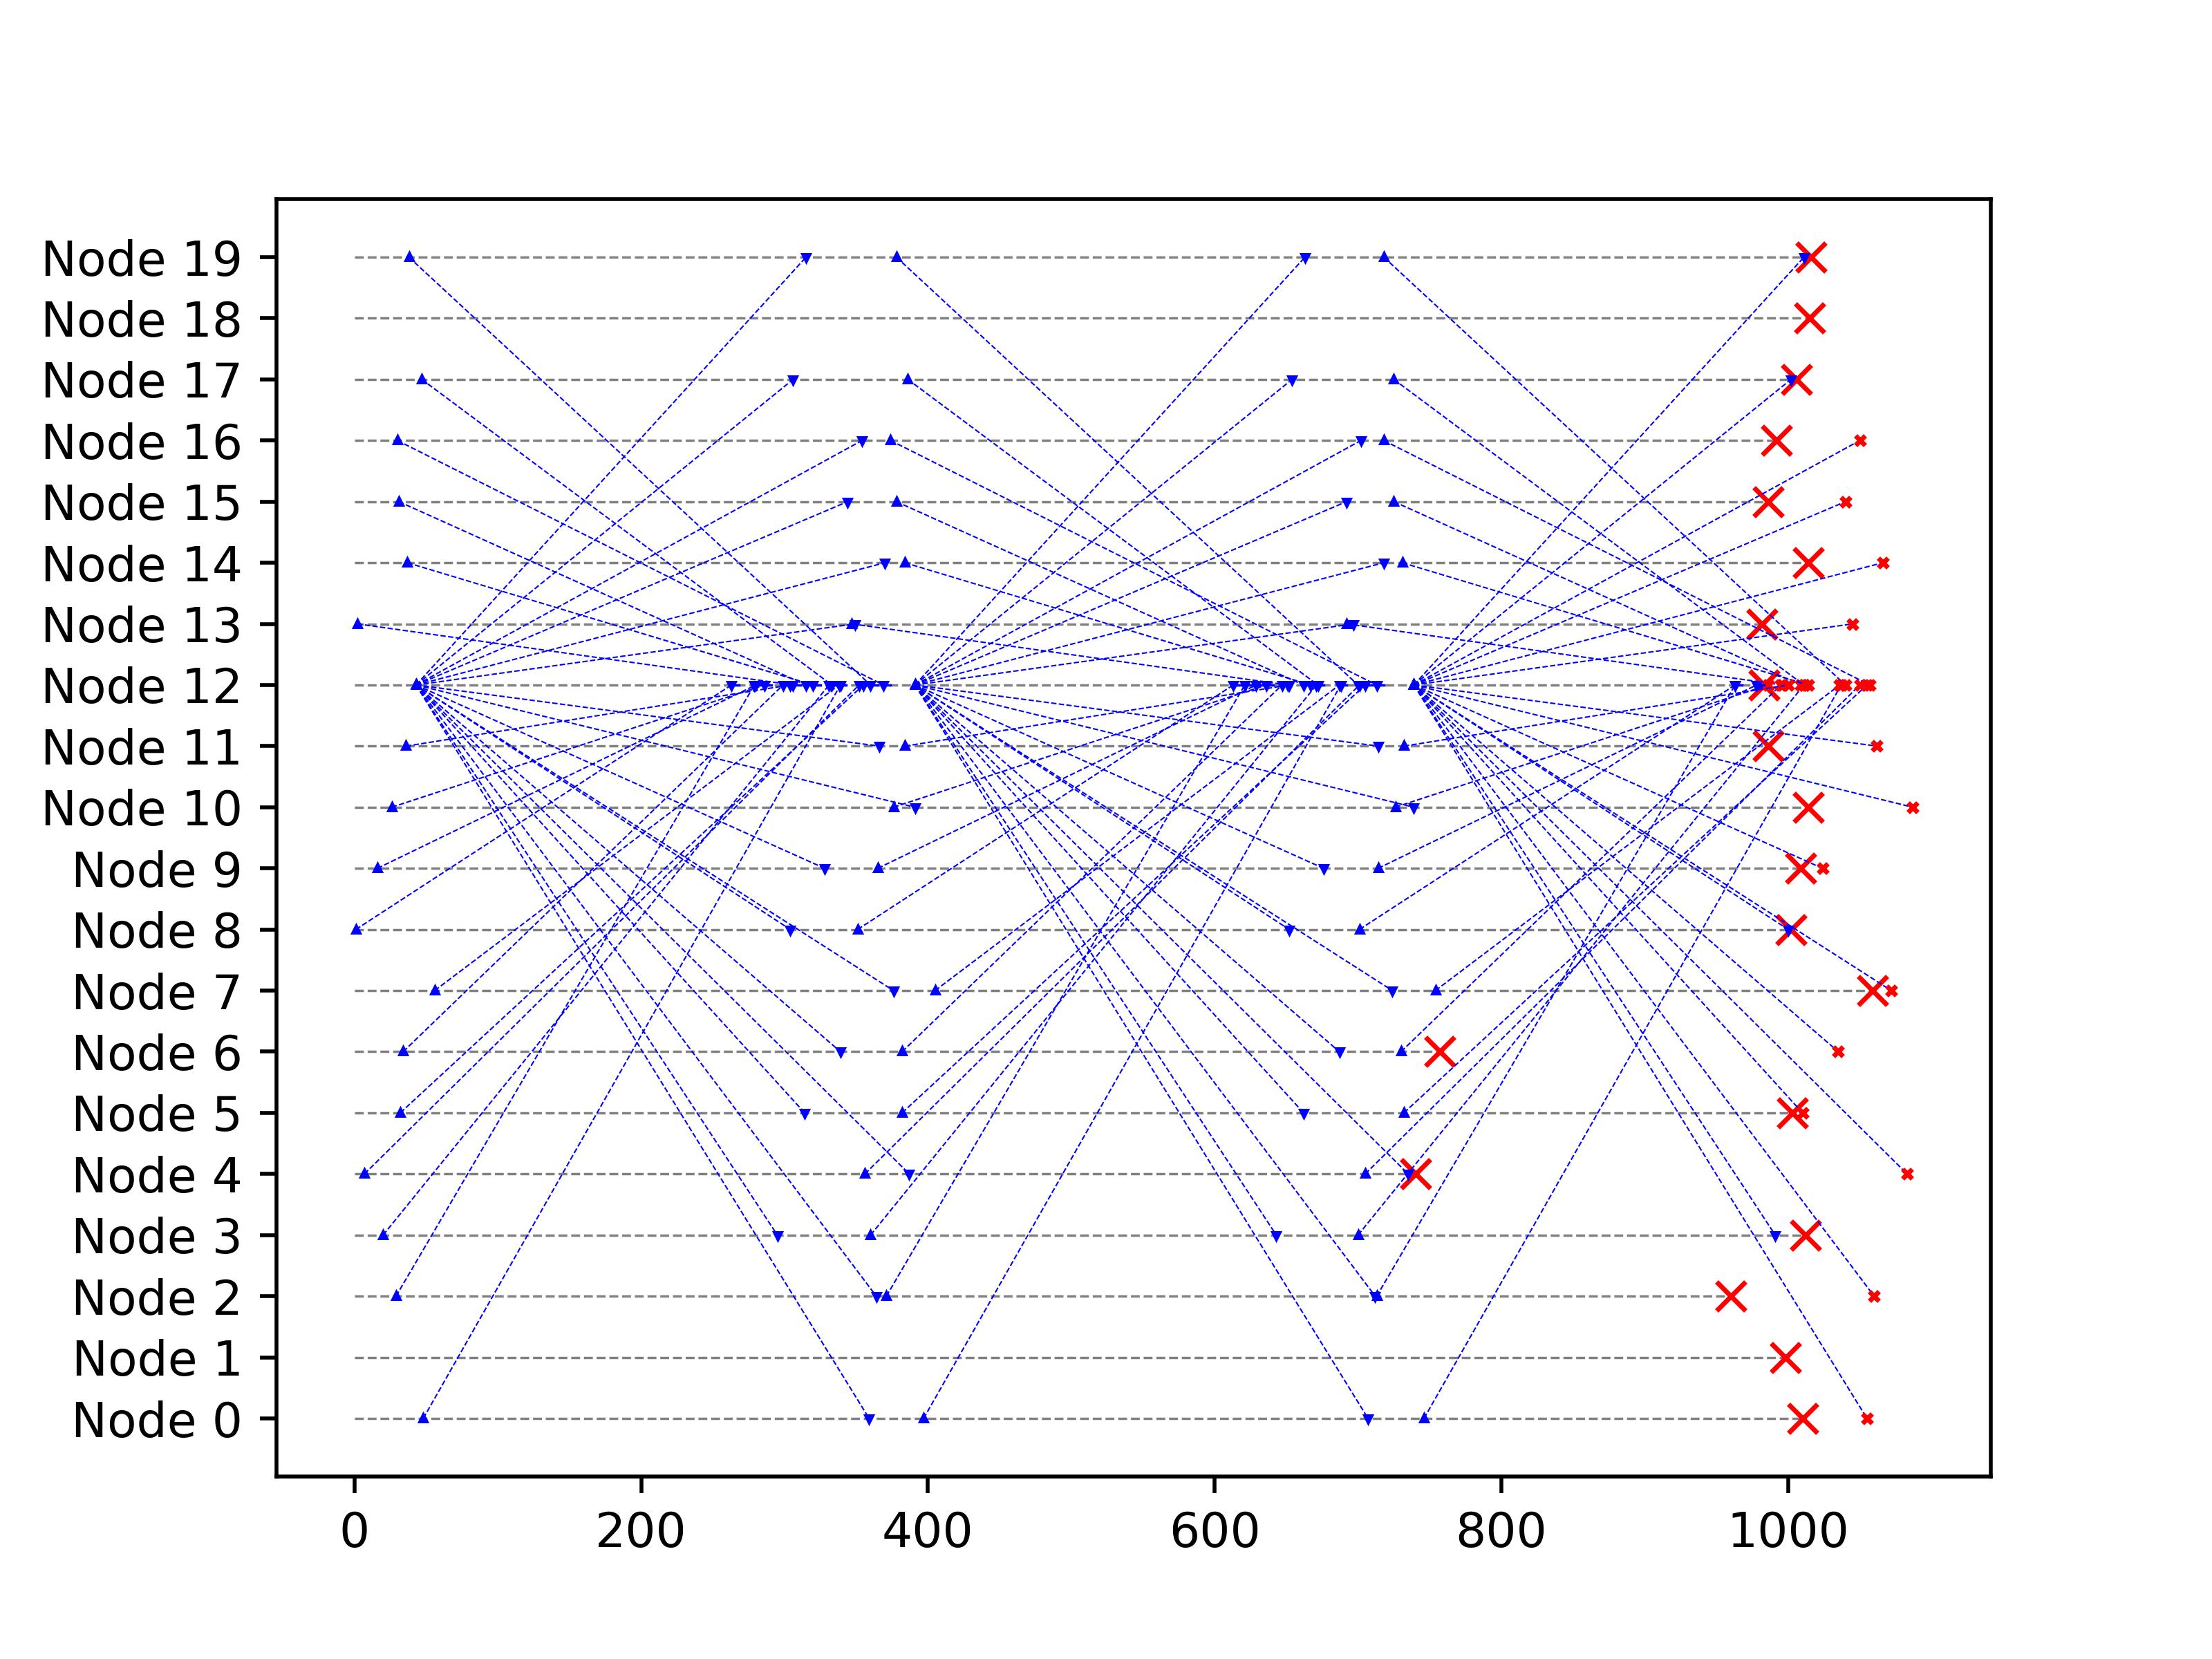 Node 19
Node 18
Node 17
Node 16
Node 15
Node 14
Node 13
Node 12
Node 11
Node 10
Node 9
Node 8
Node 7
Node 6
Node 5
Node 4
Node 3
Node 2
Node 1
Node 0
0 200 400 600 800 1000